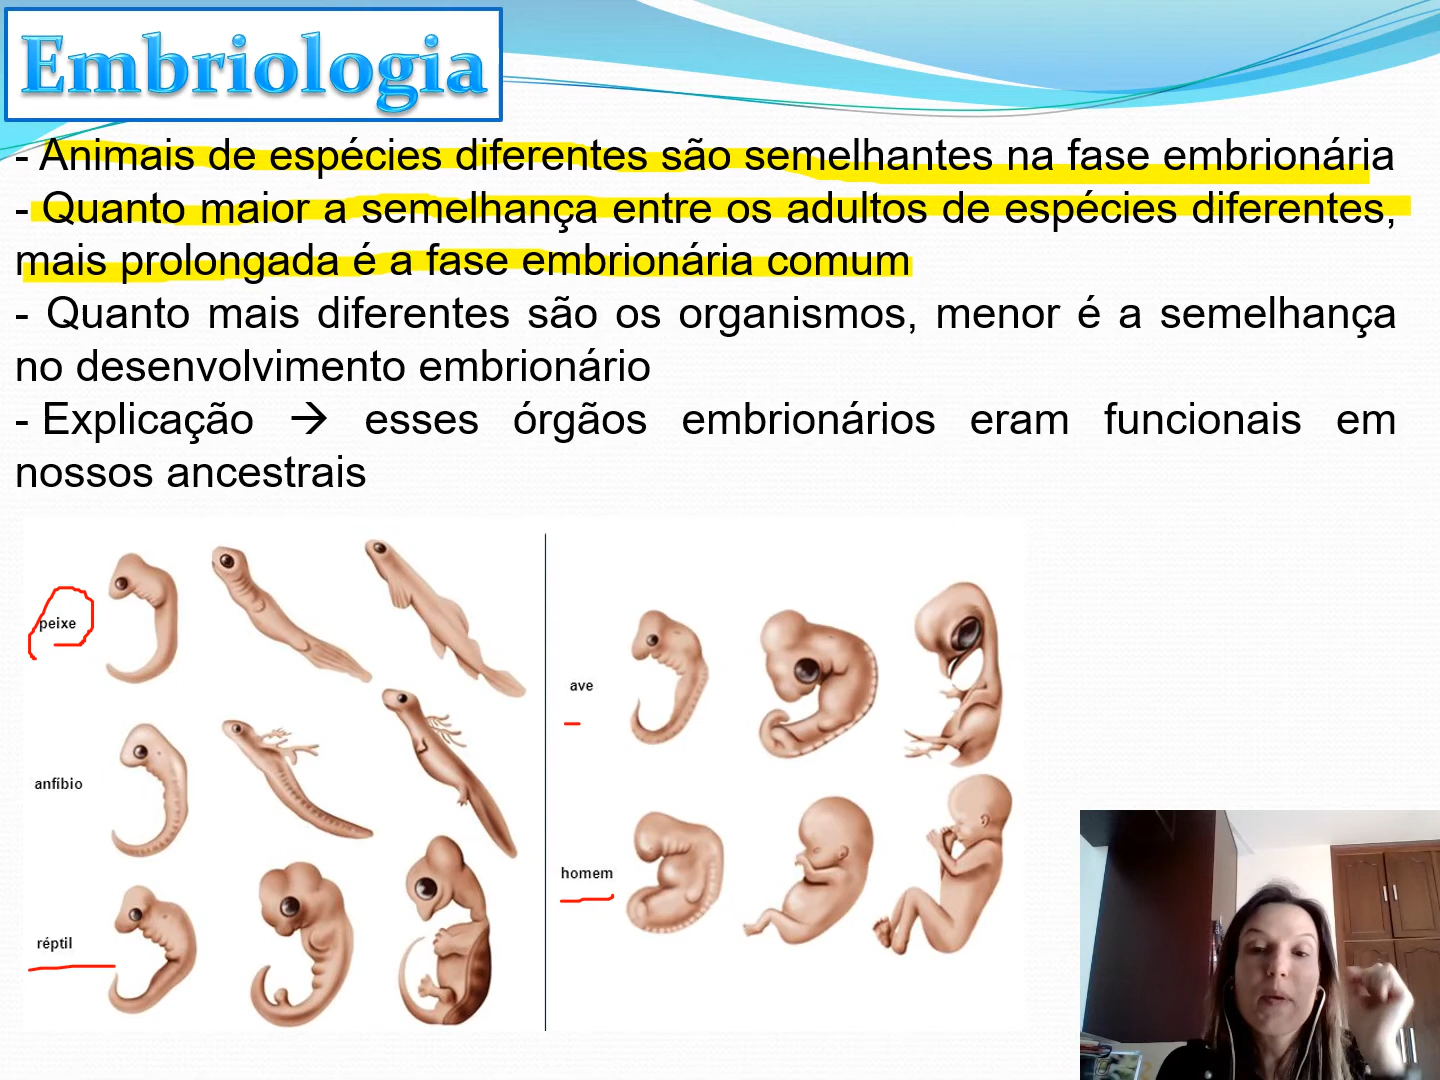 Embriologia
- Animais de espécies diferentes são semelhantes na fase embrionária
- Quanto maior a semelhança entre os adultos de espécies diferentes,
mais prolongada é a fase embrionária comum
- Quanto mais diferentes são os organismos, menor é a semelhança
no desenvolvimento embrionário
- Explicação → esses órgãos embrionários eram funcionais em
nossos ancestrais
peixe
anfíbio
réptil
ave
homem